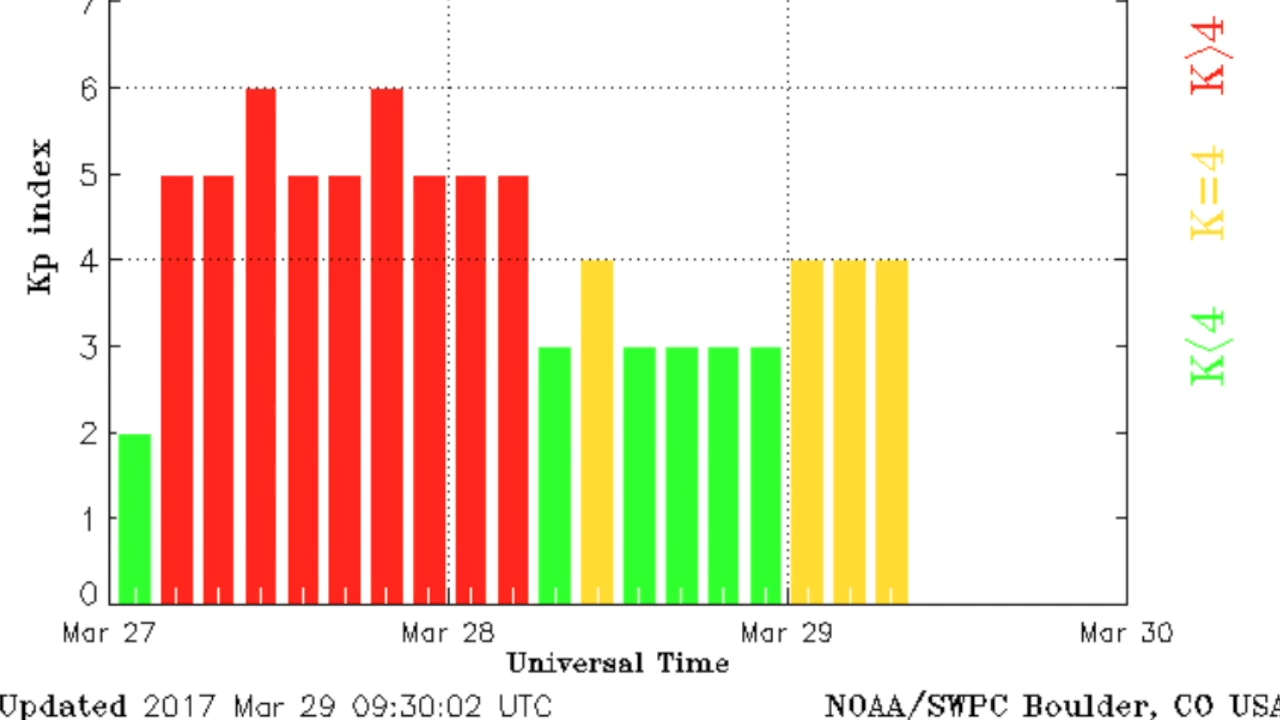 7
6
5
4
3
2
1
0
Kp index
Mar 27 Mar 28 Mar 29 Mar 30
Universal Time
Updated 2017 Mar 29 09:30:02 UTC NOAA/SWPC Boulder, CO USA
K>4
K=4
K<4